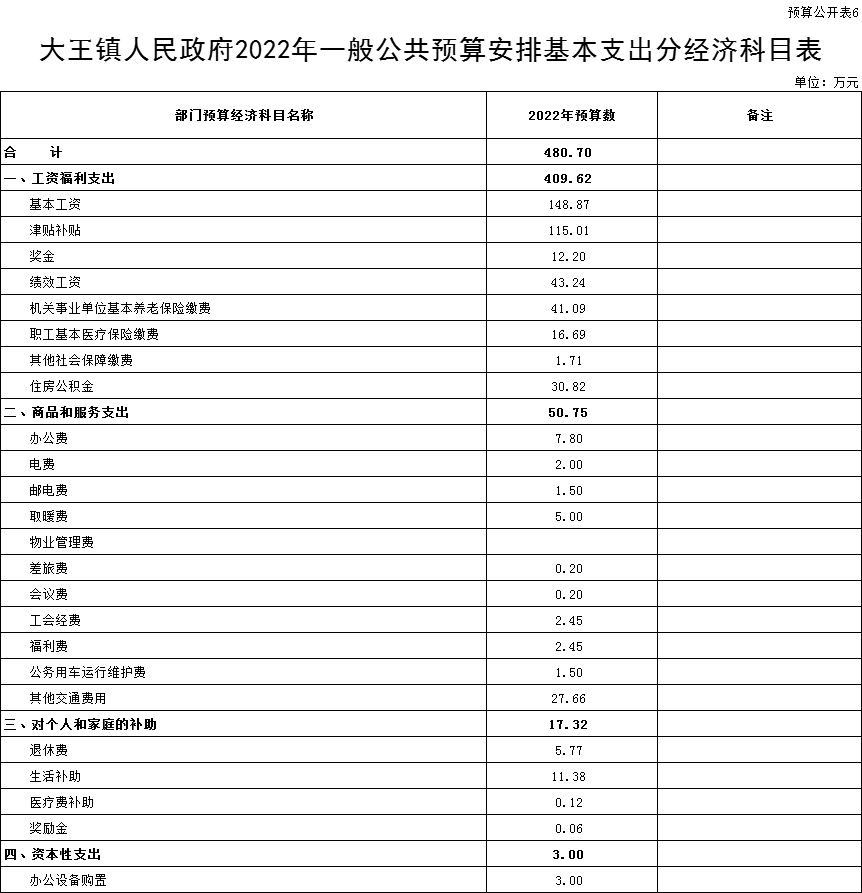 预算公开表6
大王镇人民政府2022年一般公共预算安排基本支出分经济科目表
单位：万元
部门预算经济科目名称 2022年预算数 备注
合 计 480.70
一、工资福利支出 409.62
基本工资 148.87
津贴补贴 115.01
奖金 12.20
绩效工资 43.24
机关事业单位基本养老保险缴费 41.09
职工基本医疗保险缴费 16.69
其他社会保障缴费 1.71
住房公积金 30.82
二、商品和服务支出 50.75
办公费 7.80
电费 2.00
邮电费 1.50
取暖费 5.00
物业管理费
差旅费 0.20
会议费 0.20
工会经费 2.45
福利费 2.45
公务用车运行维护费 1.50
其他交通费用 27.66
三、对个人和家庭的补助 17.32
退休费 5.77
生活补助 11.38
医疗费补助 0.12
奖励金 0.06
四、资本性支出 3.00
办公设备购置 3.00